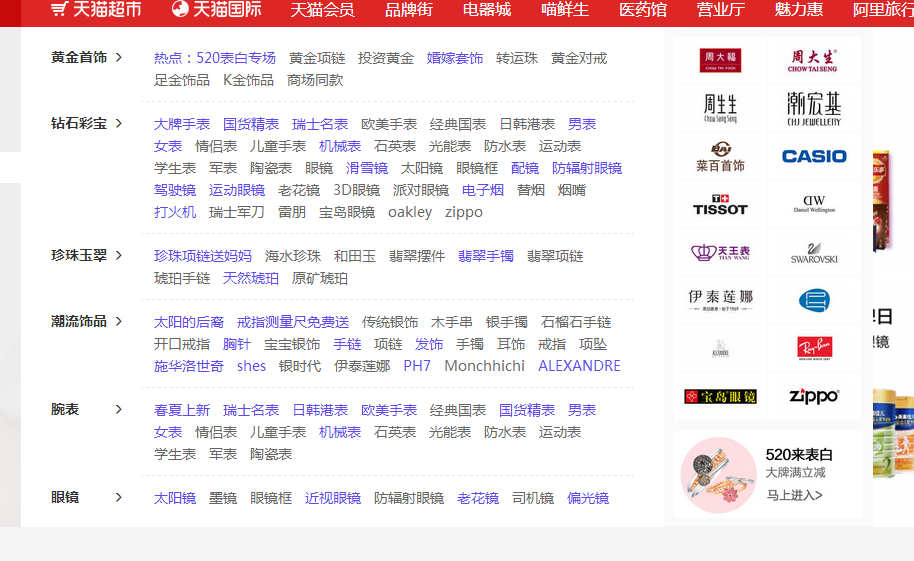 天猫超市 天猫国际 天猫会员 品牌街 电器城 喵鲜生 医药馆 营业厅 魅力惠 阿里旅行
黄金首饰 > 热点：520表白专场 黄金项链 投资黄金 婚嫁套饰 转运珠 黄金对戒
足金饰品 K金饰品 商场同款
钻石彩宝 > 大牌手表 国货精表 瑞士名表 欧美手表 经典国表 日韩港表 男表
女表 情侣表 儿童手表 机械表 石英表 光能表 防水表 运动表
学生表 军表 陶瓷表 眼镜 滑雪镜 太阳镜 眼镜框 配镜 防辐射眼镜
驾驶镜 运动眼镜 老花镜 3D眼镜 派对眼镜 电子烟 替烟 烟嘴
打火机 瑞士军刀 雷朋 宝岛眼镜 oakley zippo
珍珠玉翠 > 珍珠项链送妈妈 海水珍珠 和田玉 翡翠摆件 翡翠手镯 翡翠项链
琥珀手链 天然琥珀 原矿琥珀
潮流饰品 > 太阳的后裔 戒指测量尺免费送 传统银饰 木手串 银手镯 石榴石手链
开口戒指 胸针 宝宝银饰 手链 项链 发饰 手镯 耳饰 戒指 项坠
施华洛世奇 shes 银时代 伊泰莲娜 PH7 Monchhichi ALEXANDRE
腕表 > 春夏上新 瑞士名表 日韩港表 欧美手表 经典国表 国货精表 男表
女表 情侣表 儿童手表 机械表 石英表 光能表 防水表 运动表
学生表 军表 陶瓷表
眼镜 > 太阳镜 墨镜 眼镜框 近视眼镜 防辐射眼镜 老花镜 司机镜 偏光镜
周大福
CHOW TAI FOOK
周大生
CHOW TAI SENG
周生生
Chow Sang Sang
潮宏基
CHJ JEWELLERY
菜百首饰
CASIO
TISSOT
DW
Daniel Wellington
天王表
TIAN WANG
SWAROVSKI
伊泰莲娜
Ray-Ban
宝岛眼镜
zippo
520来表白
大牌满立减
马上进入>
日
镜